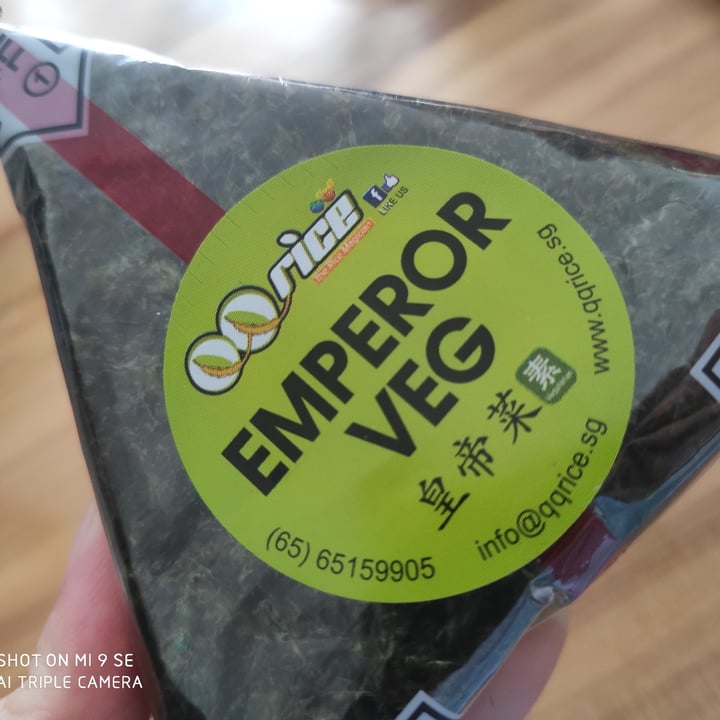 QQrice
The Rice Magician
LIKE US
EMPEROR
VEG
皇帝菜
素
www.qqrice.sg
info@qqrice.sg
(65) 65159905
SHOT ON MI 9 SE
AI TRIPLE CAMERA